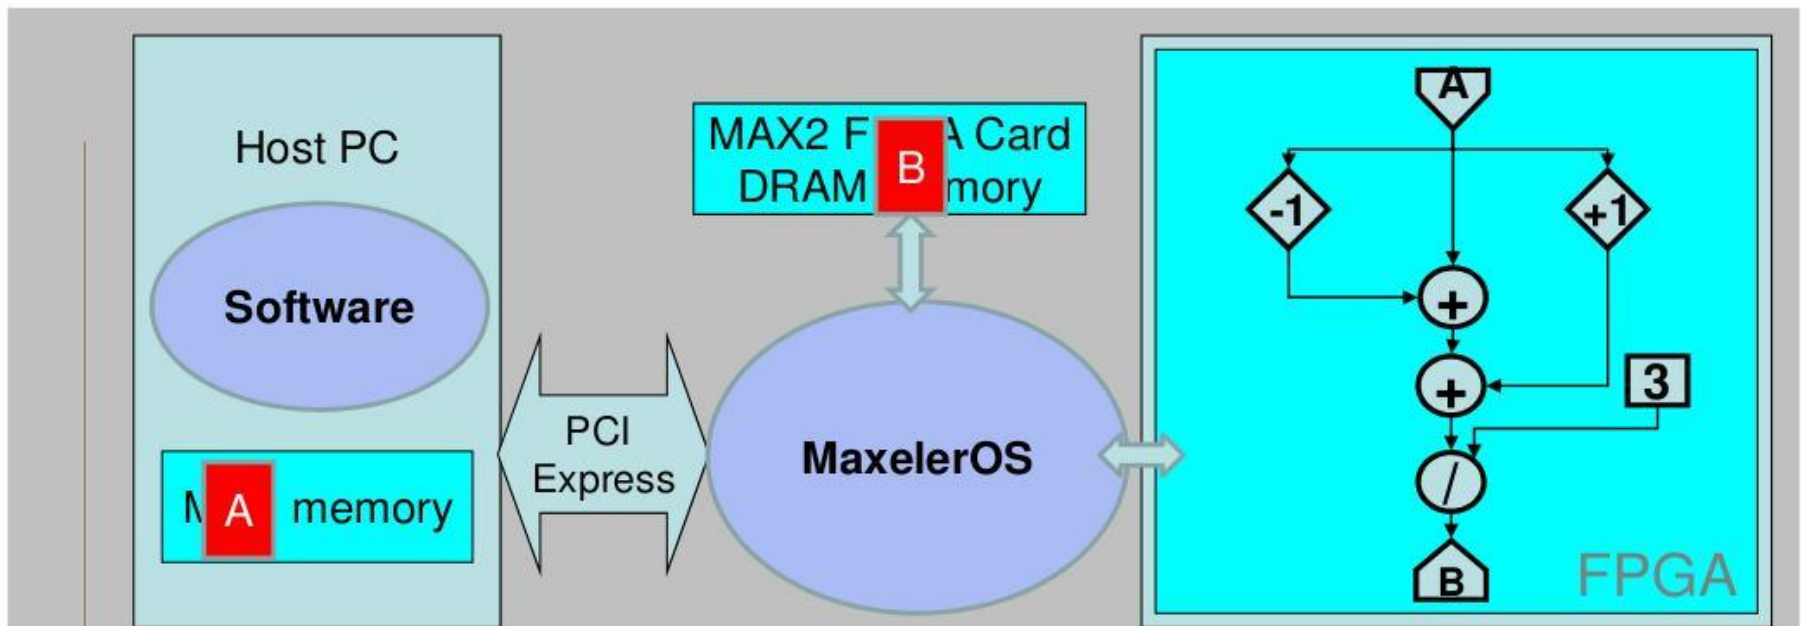 Host PC
Software
A memory
PCI
Express
MAX2 F A Card
DRAM mory
B
MaxelerOS
A
-1
+1
+
+
3
/
B
FPGA